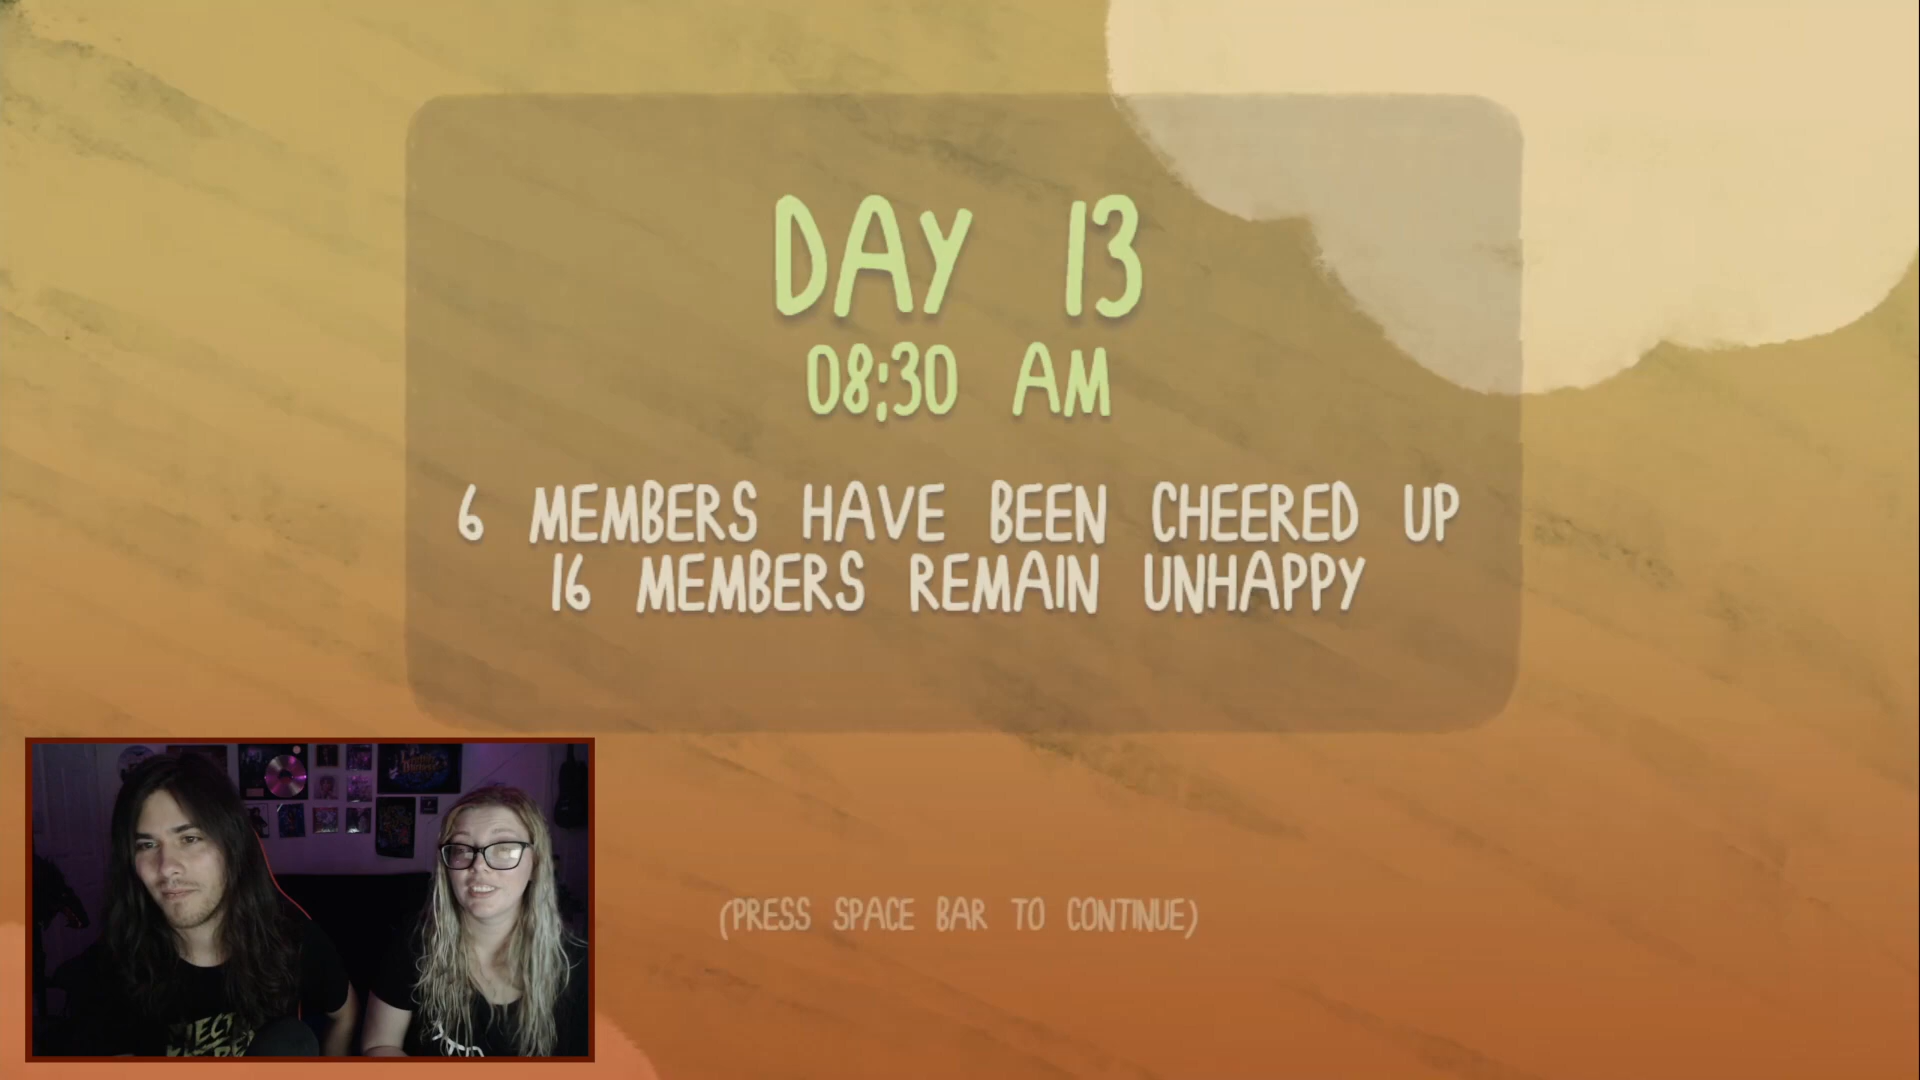 DAY 13
08:30 AM
6 MEMBERS HAVE BEEN CHEERED UP
16 MEMBERS REMAIN UNHAPPY
(PRESS SPACE BAR TO CONTINUE)